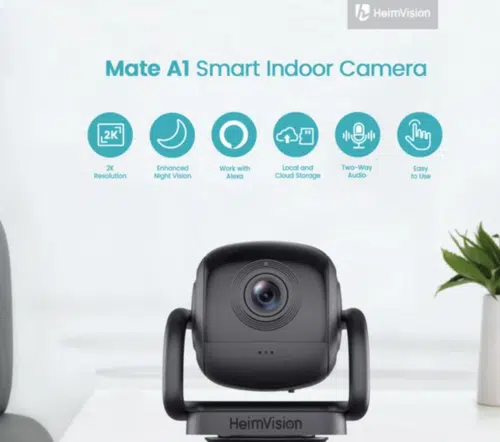 HeimVision
Mate A1 Smart Indoor Camera
2K
2K
Resolution
Enhanced
Night Vision
Work with
Alexa
Local and
Cloud Storage
Two-Way
Audio
Easy
to Use
HeimVision